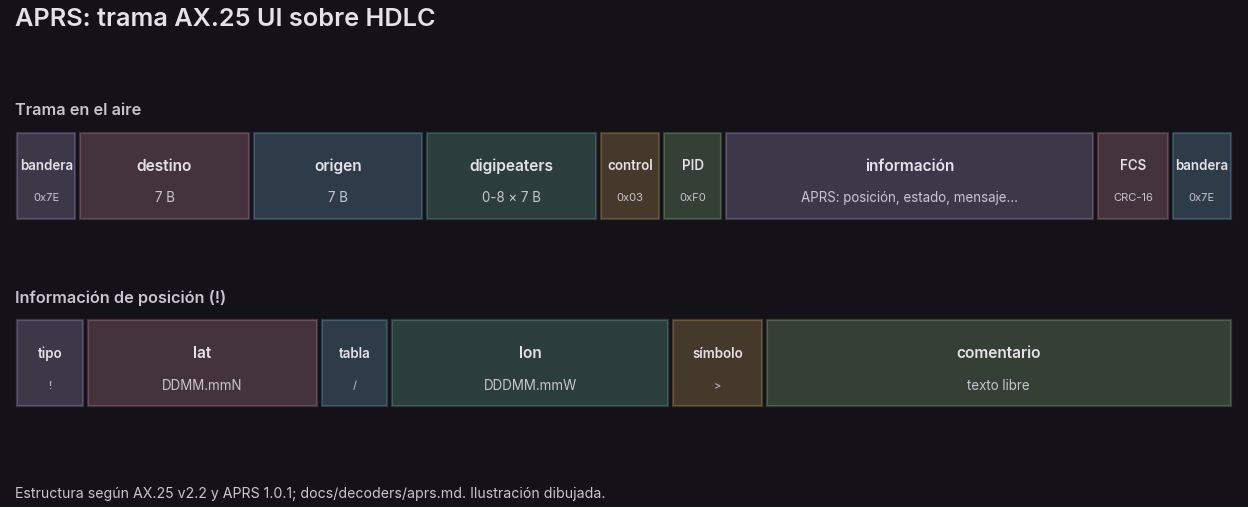 APRS: trama AX.25 UI sobre HDLC
Trama en el aire
bandera destino origen digipeaters control PID información FCS bandera
0x7E 7 B 7 B 0-8 × 7 B 0x03 0xF0 APRS: posición, estado, mensaje... CRC-16 0x7E
Información de posición (!)
tipo lat tabla lon símbolo comentario
! DDMM.mmN / DDDMM.mmW > texto libre
Estructura según AX.25 v2.2 y APRS 1.0.1; docs/decoders/aprs.md. Ilustración dibujada.